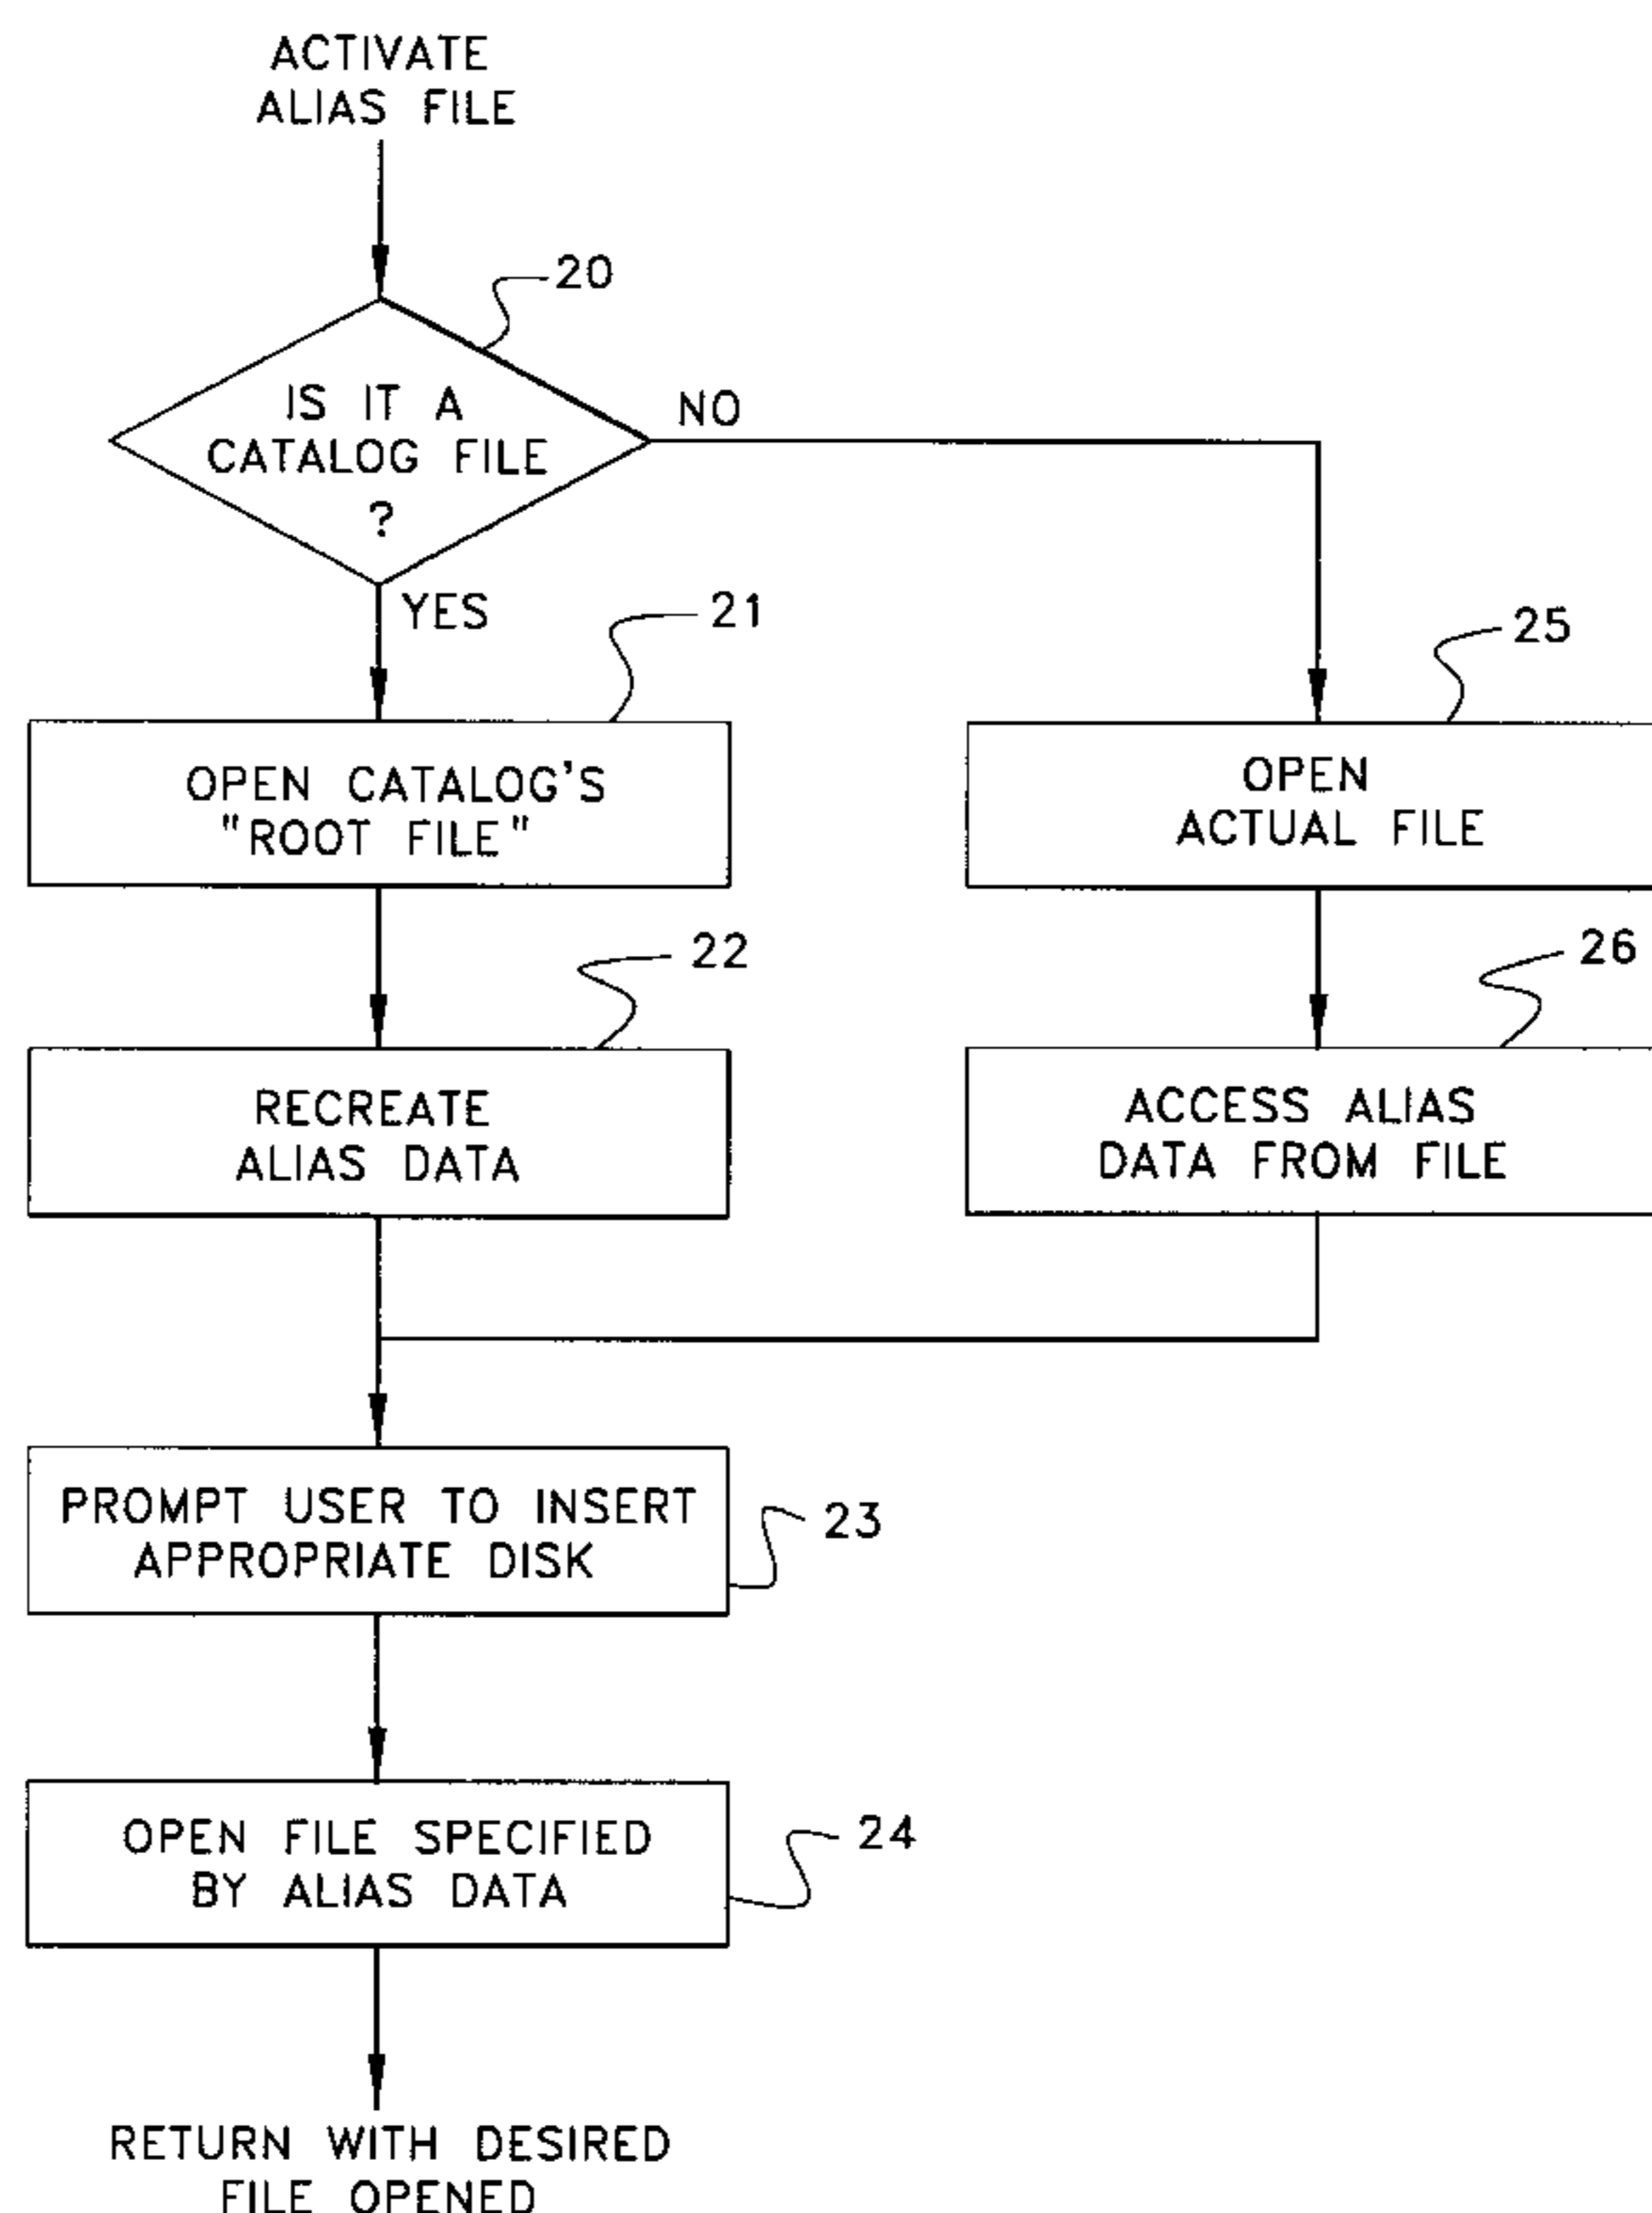 ACTIVATE
ALIAS FILE
20
IS IT A
CATALOG FILE
?
NO
YES
21
25
OPEN CATALOG'S
"ROOT FILE"
OPEN
ACTUAL FILE
22
26
RECREATE
ALIAS DATA
ACCESS ALIAS
DATA FROM FILE
PROMPT USER TO INSERT
APPROPRIATE DISK
23
OPEN FILE SPECIFIED
BY ALIAS DATA
24
RETURN WITH DESIRED
FILE OPENED